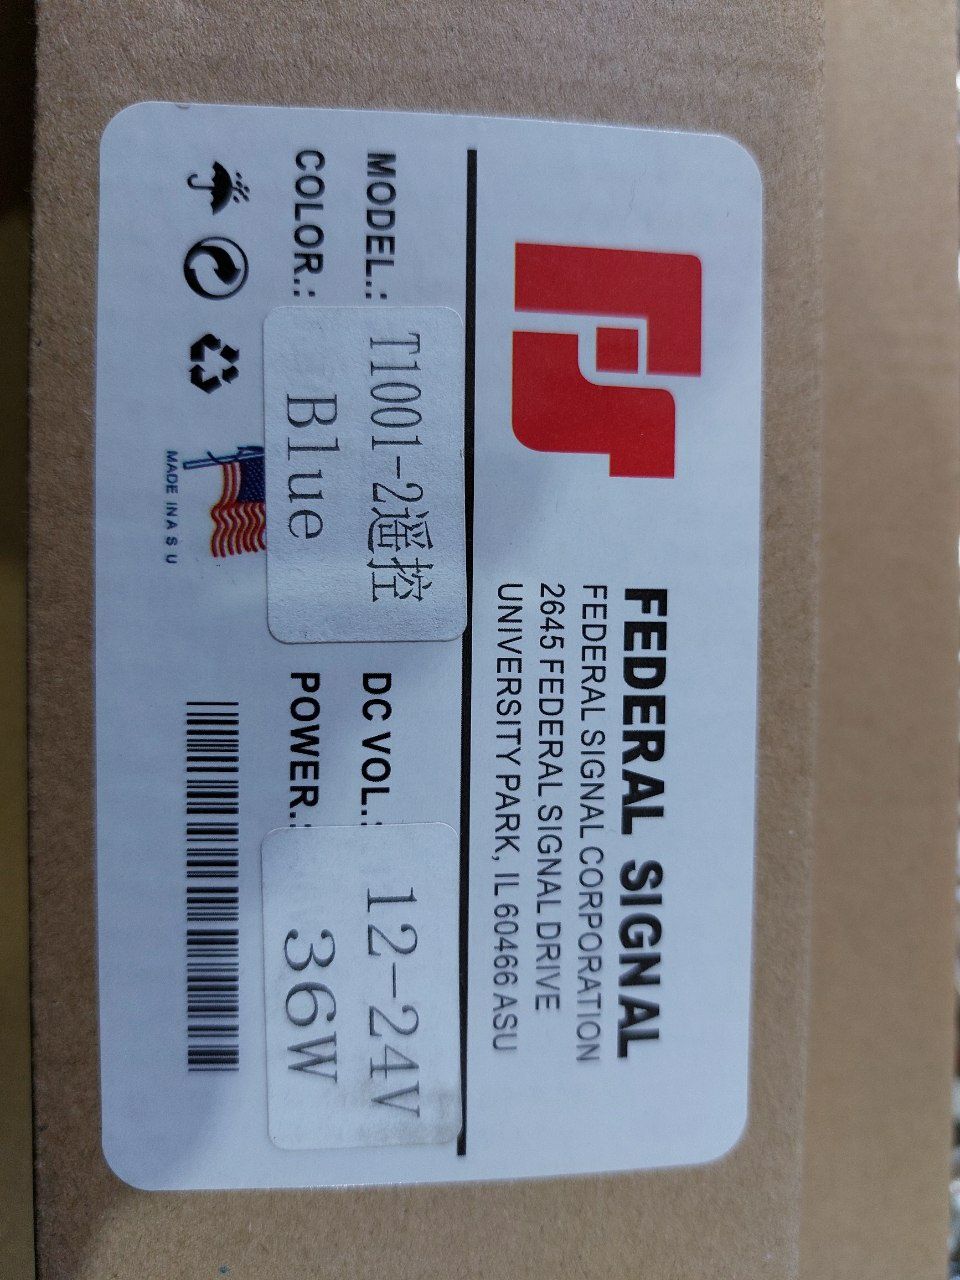 FS
FEDERAL SIGNAL
FEDERAL SIGNAL CORPORATION
2645 FEDERAL SIGNAL DRIVE
UNIVERSITY PARK, IL 60466 ASU
MODEL.: T1001-2遥控 DC VOL.: 12-24V
COLOR.: Blue POWER.: 36W
MADE IN A S U